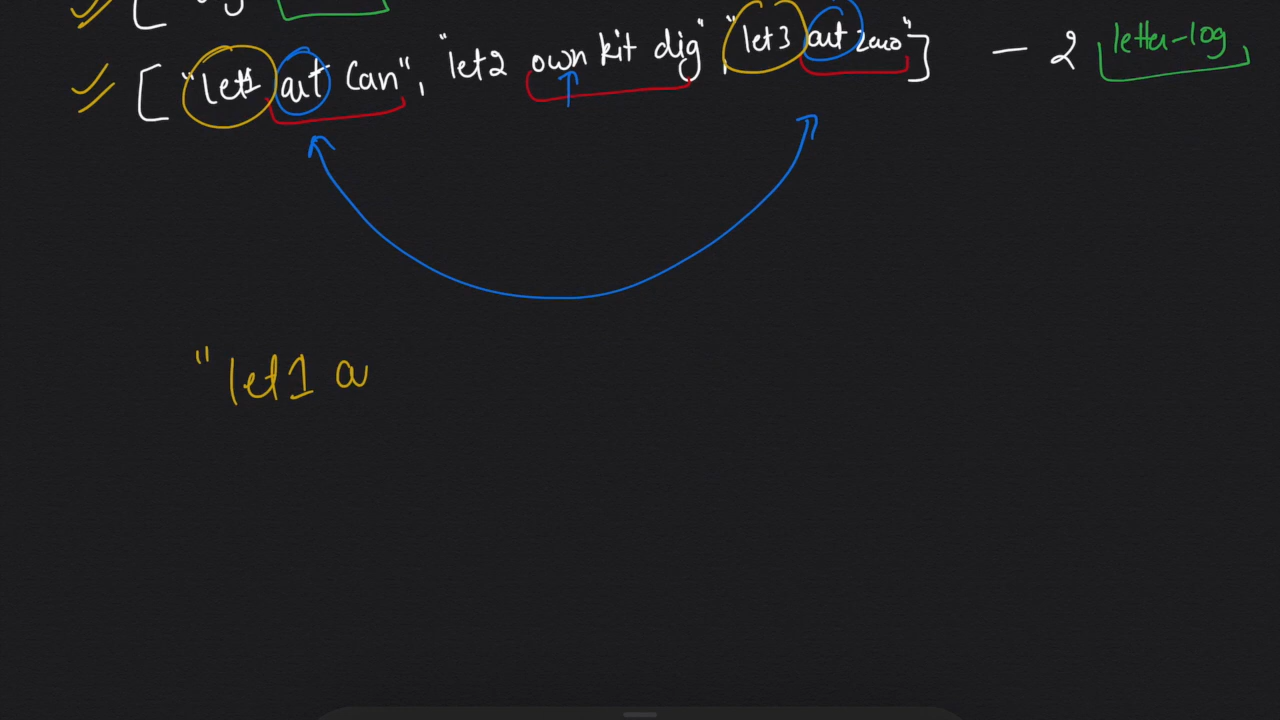 ["let1 art Can", "let2 own kit dig", "let3 art zero"] - 2 letter-log
"let1 a